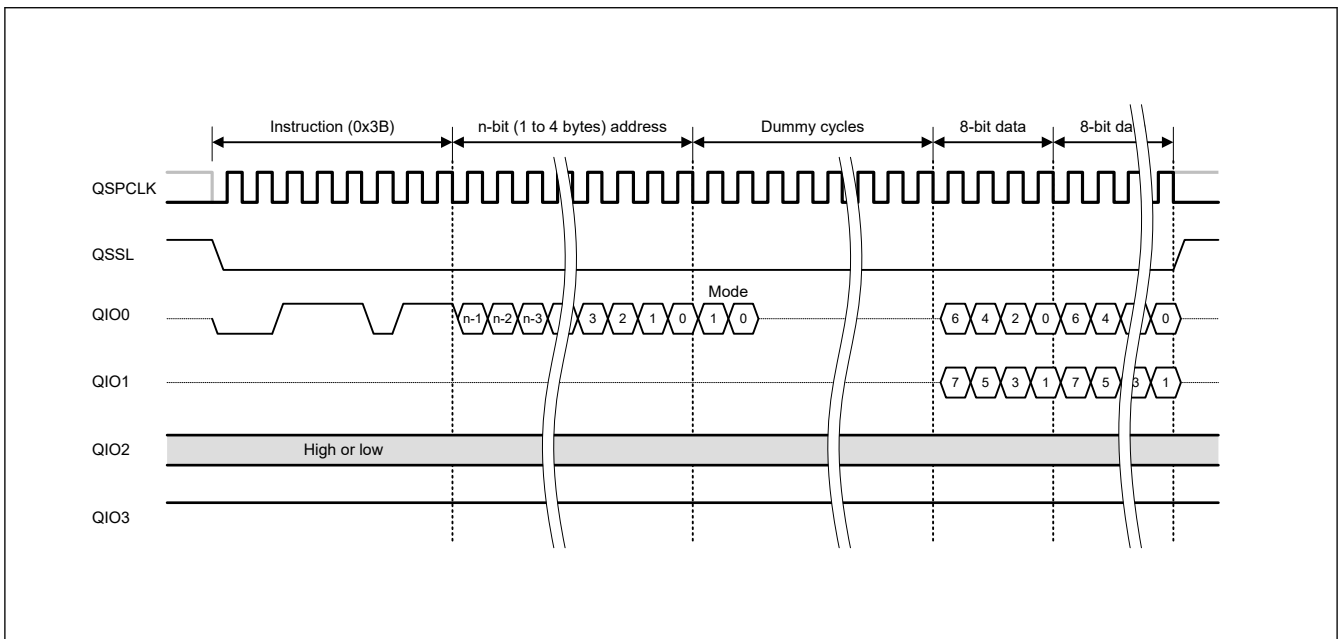 Instruction (0x3B) n-bit (1 to 4 bytes) address Dummy cycles 8-bit data 8-bit da
QSPCLK
QSSL
Mode
QIO0 n-1 n-2 n-3 3 2 1 0 1 0 6 4 2 0 6 4 0
QIO1 7 5 3 1 7 5 3 1
QIO2 High or low
QIO3